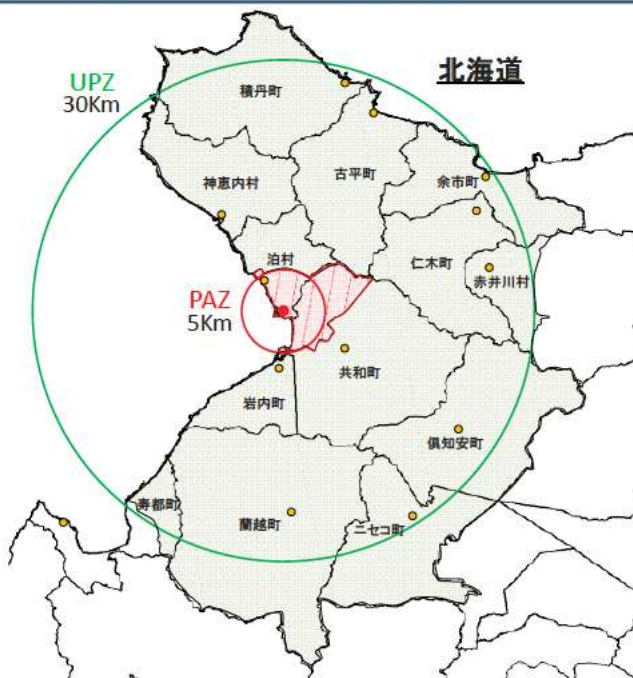 北海道
UPZ
30Km
積丹町
古平町
余市町
神恵内村
泊村
仁木町
赤井川村
PAZ
5Km
共和町
岩内町
倶知安町
寿都町
蘭越町
ニセコ町